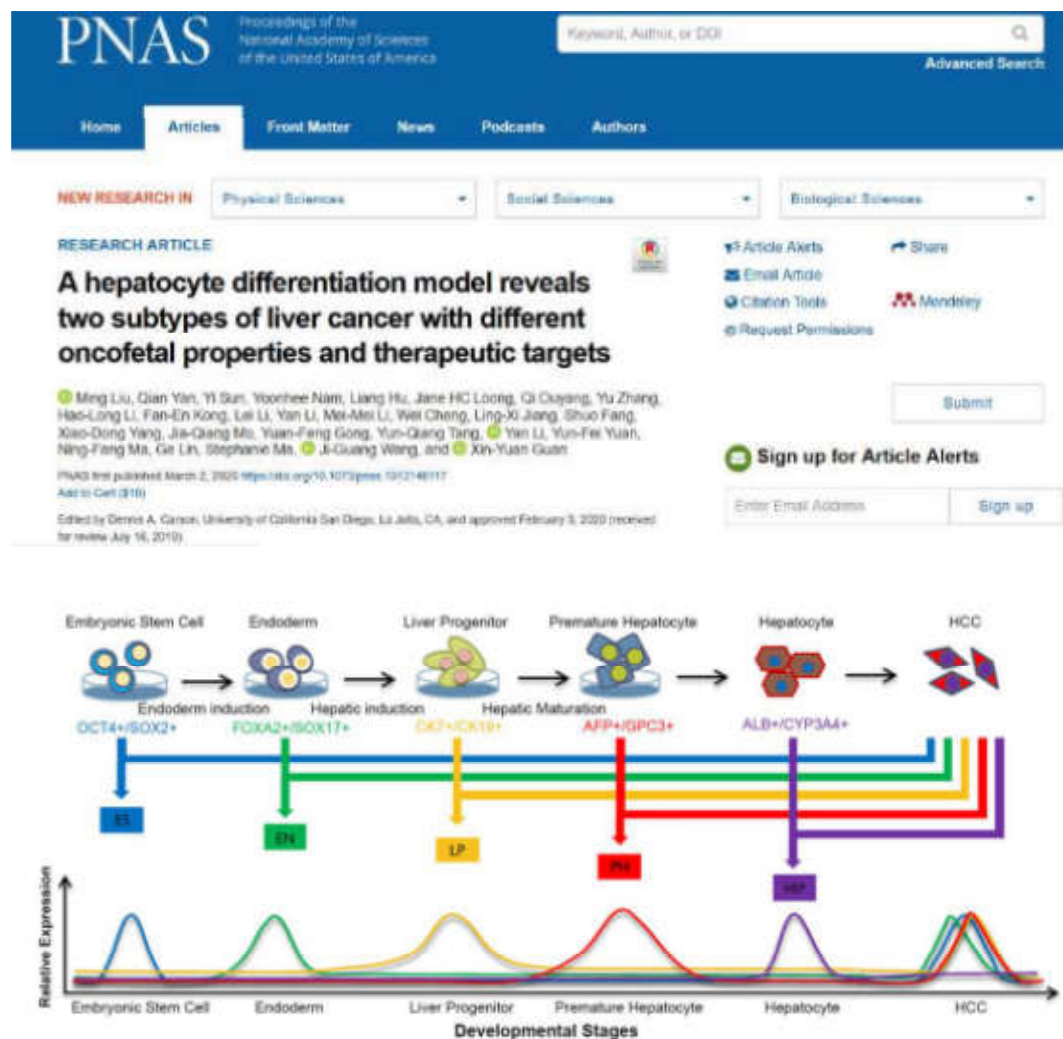 PNAS
Proceedings of the
National Academy of Sciences
of the United States of America
Keyword, Author, or DOI
Advanced Search
Home Articles Front Matter News Podcasts Authors
NEW RESEARCH IN Physical Sciences Social Sciences Biological Sciences
RESEARCH ARTICLE
A hepatocyte differentiation model reveals
two subtypes of liver cancer with different
oncofetal properties and therapeutic targets
Ming Liu, Qian Yan, Yi Sun, Yoonhee Nam, Liang Hu, Jane HC Loong, Qi Ouyang, Yu Zhang,
Hao-Long Li, Fan-En Kong, Lei Li, Yan Li, Mei-Mei Li, Wei Cheng, Ling-Xi Jiang, Shuo Fang,
Xiao-Dong Yang, Jia-Qiang Mo, Yuan-Feng Gong, Yun-Qiang Tang, Yan Li, Yun-Fei Yuan,
Ning-Fang Ma, Ge Lin, Stephanie Ma, Ji-Guang Wang, and Xin-Yuan Guan
PNAS first published March 2, 2020
Add to Cart ($10)
Edited by Dennis A. Carson, University of California San Diego, La Jolla, CA, and approved February 3, 2020 (received
for review July 16, 2019)
Article Alerts Share
Email Article
Citation Tools Mendeley
Request Permissions
Submit
Sign up for Article Alerts
Enter Email Address Sign up
Embryonic Stem Cell Endoderm Liver Progenitor Premature Hepatocyte Hepatocyte HCC
Endoderm induction Hepatic induction Hepatic Maturation
OCT4+/SOX2+ FOXA2+/SOX17+ CK7+/CK19+ AFP+/GPC3+ ALB+/CYP3A4+
ES
EN
LP
PH
HEP
Relative Expression
Embryonic Stem Cell Endoderm Liver Progenitor Premature Hepatocyte Hepatocyte HCC
Developmental Stages